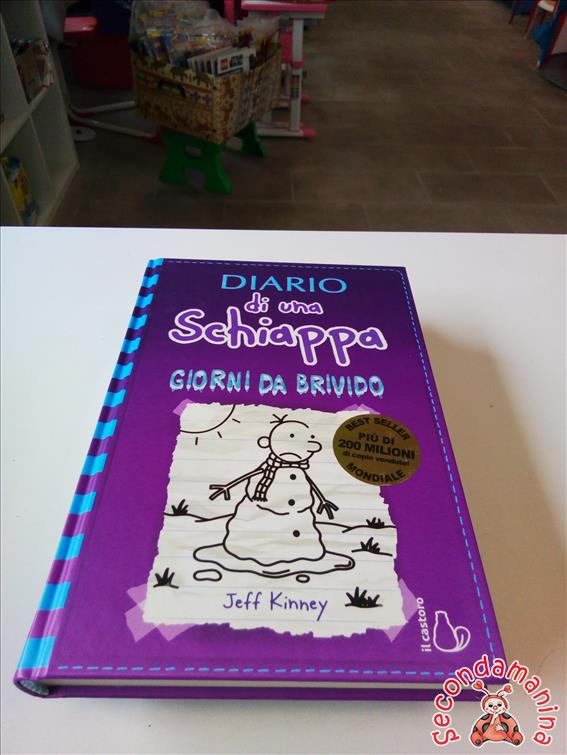 DIARIO
di una
Schiappa
GIORNI DA BRIVIDO
BEST SELLER
PIÙ DI
200 MILIONI
di copie vendute!
MONDIALE
Jeff Kinney
il castoro
Secondamanina